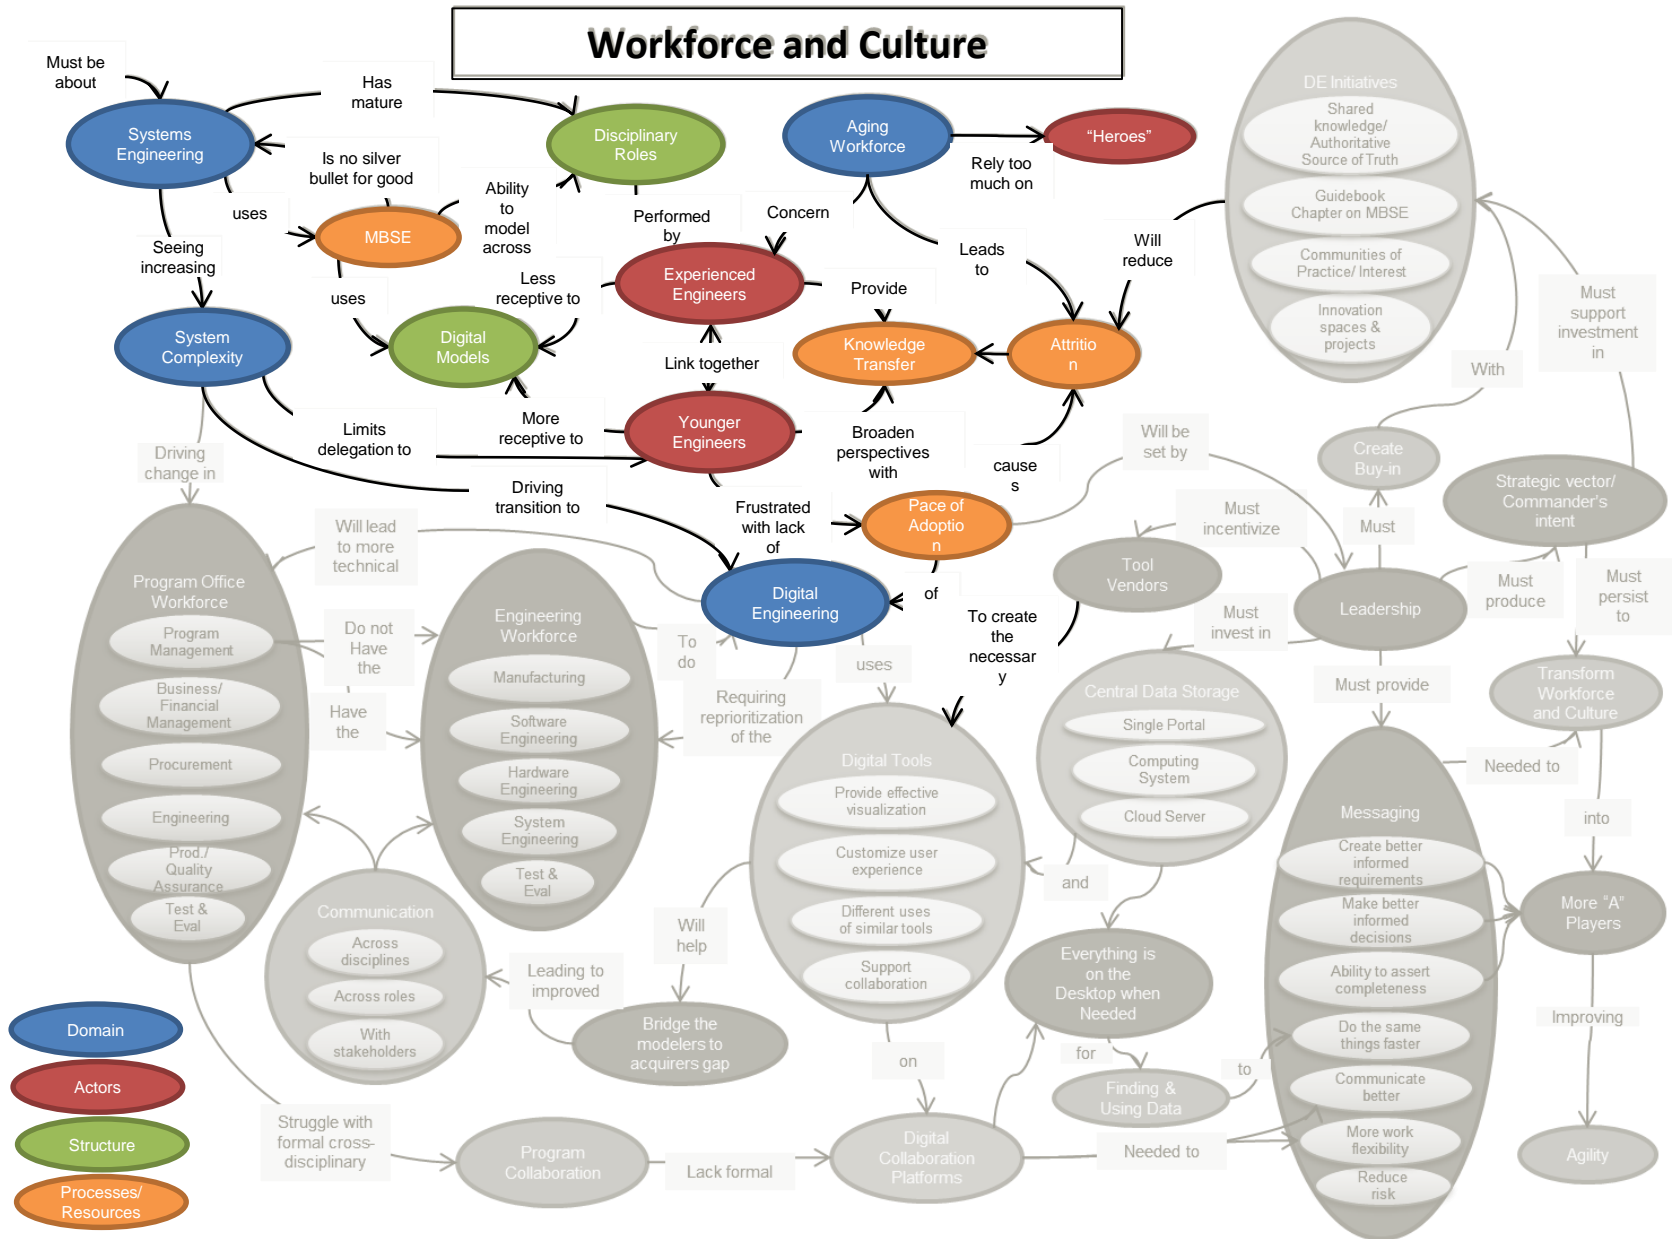 Workforce and Culture
Must be
about
Has
mature
Systems
Engineering
Disciplinary
Roles
Aging
Workforce
"Heroes"
Rely too
much on
Is no silver
bullet for good
uses
MBSE
Ability
to
model
across
Performed
by
Concern
Seeing
increasing
uses
Less
receptive to
Experienced
Engineers
Provide
Leads
to
Will
reduce
System
Complexity
Digital
Models
Link together
Knowledge
Transfer
Attritio
n
Limits
delegation to
More
receptive to
Younger
Engineers
Broaden
perspectives
with
cause
s
Driving
change in
Driving
transition to
Frustrated
with lack
of
Pace of
Adoptio
n
Will be
set by
of
Digital
Engineering
To create
the
necessar
y
DE Initiatives
Shared
knowledge/
Authoritative
Source of Truth
Guidebook
Chapter on MBSE
Communities of
Practice/ Interest
Innovation
spaces &
projects
With
Must
support
investment
in
Create
Buy-in
Must
Strategic vector/
Commander's
intent
Must
incentivize
Tool
Vendors
Leadership
Must
produce
Must
persist
to
Must
invest in
Must provide
Transform
Workforce
and Culture
Will lead
to more
technical
Program Office
Workforce
Program
Management
Business/
Financial
Management
Procurement
Engineering
Prod./
Quality
Assurance
Test &
Eval
Do not
Have
the
Have
the
Engineering
Workforce
Manufacturing
Software
Engineering
Hardware
Engineering
System
Engineering
Test &
Eval
To
do
Requiring
reprioritization
of the
uses
Digital Tools
Provide effective
visualization
Customize user
experience
Different uses
of similar tools
Support
collaboration
Central Data Storage
Single Portal
Computing
System
Cloud Server
and
Messaging
Create better
informed
requirements
Make better
informed
decisions
Ability to assert
completeness
Do the same
things faster
Communicate
better
More work
flexibility
Reduce
risk
Needed to
into
More "A"
Players
Improving
Agility
Communication
Across
disciplines
Across roles
With
stakeholders
Leading to
improved
Will
help
Bridge the
modelers to
acquirers gap
Everything is
on the
Desktop when
Needed
for
Finding &
Using Data
to
on
Struggle with
formal cross-
disciplinary
Program
Collaboration
Lack formal
Digital
Collaboration
Platforms
Needed to
Domain
Actors
Structure
Processes/
Resources